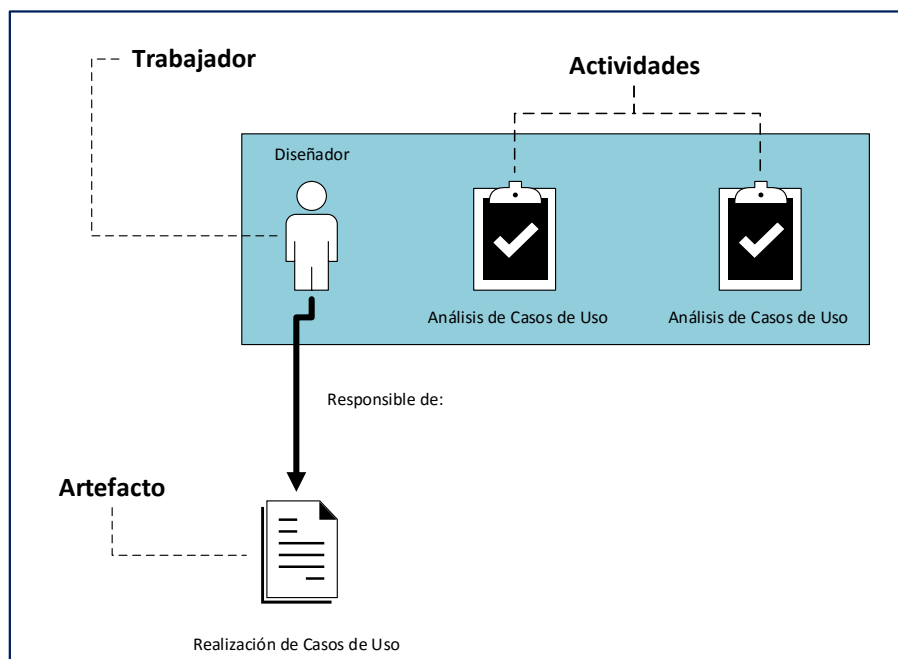 Trabajador
Actividades
Diseñador
Análisis de Casos de Uso
Análisis de Casos de Uso
Responsible de:
Artefacto
Realización de Casos de Uso